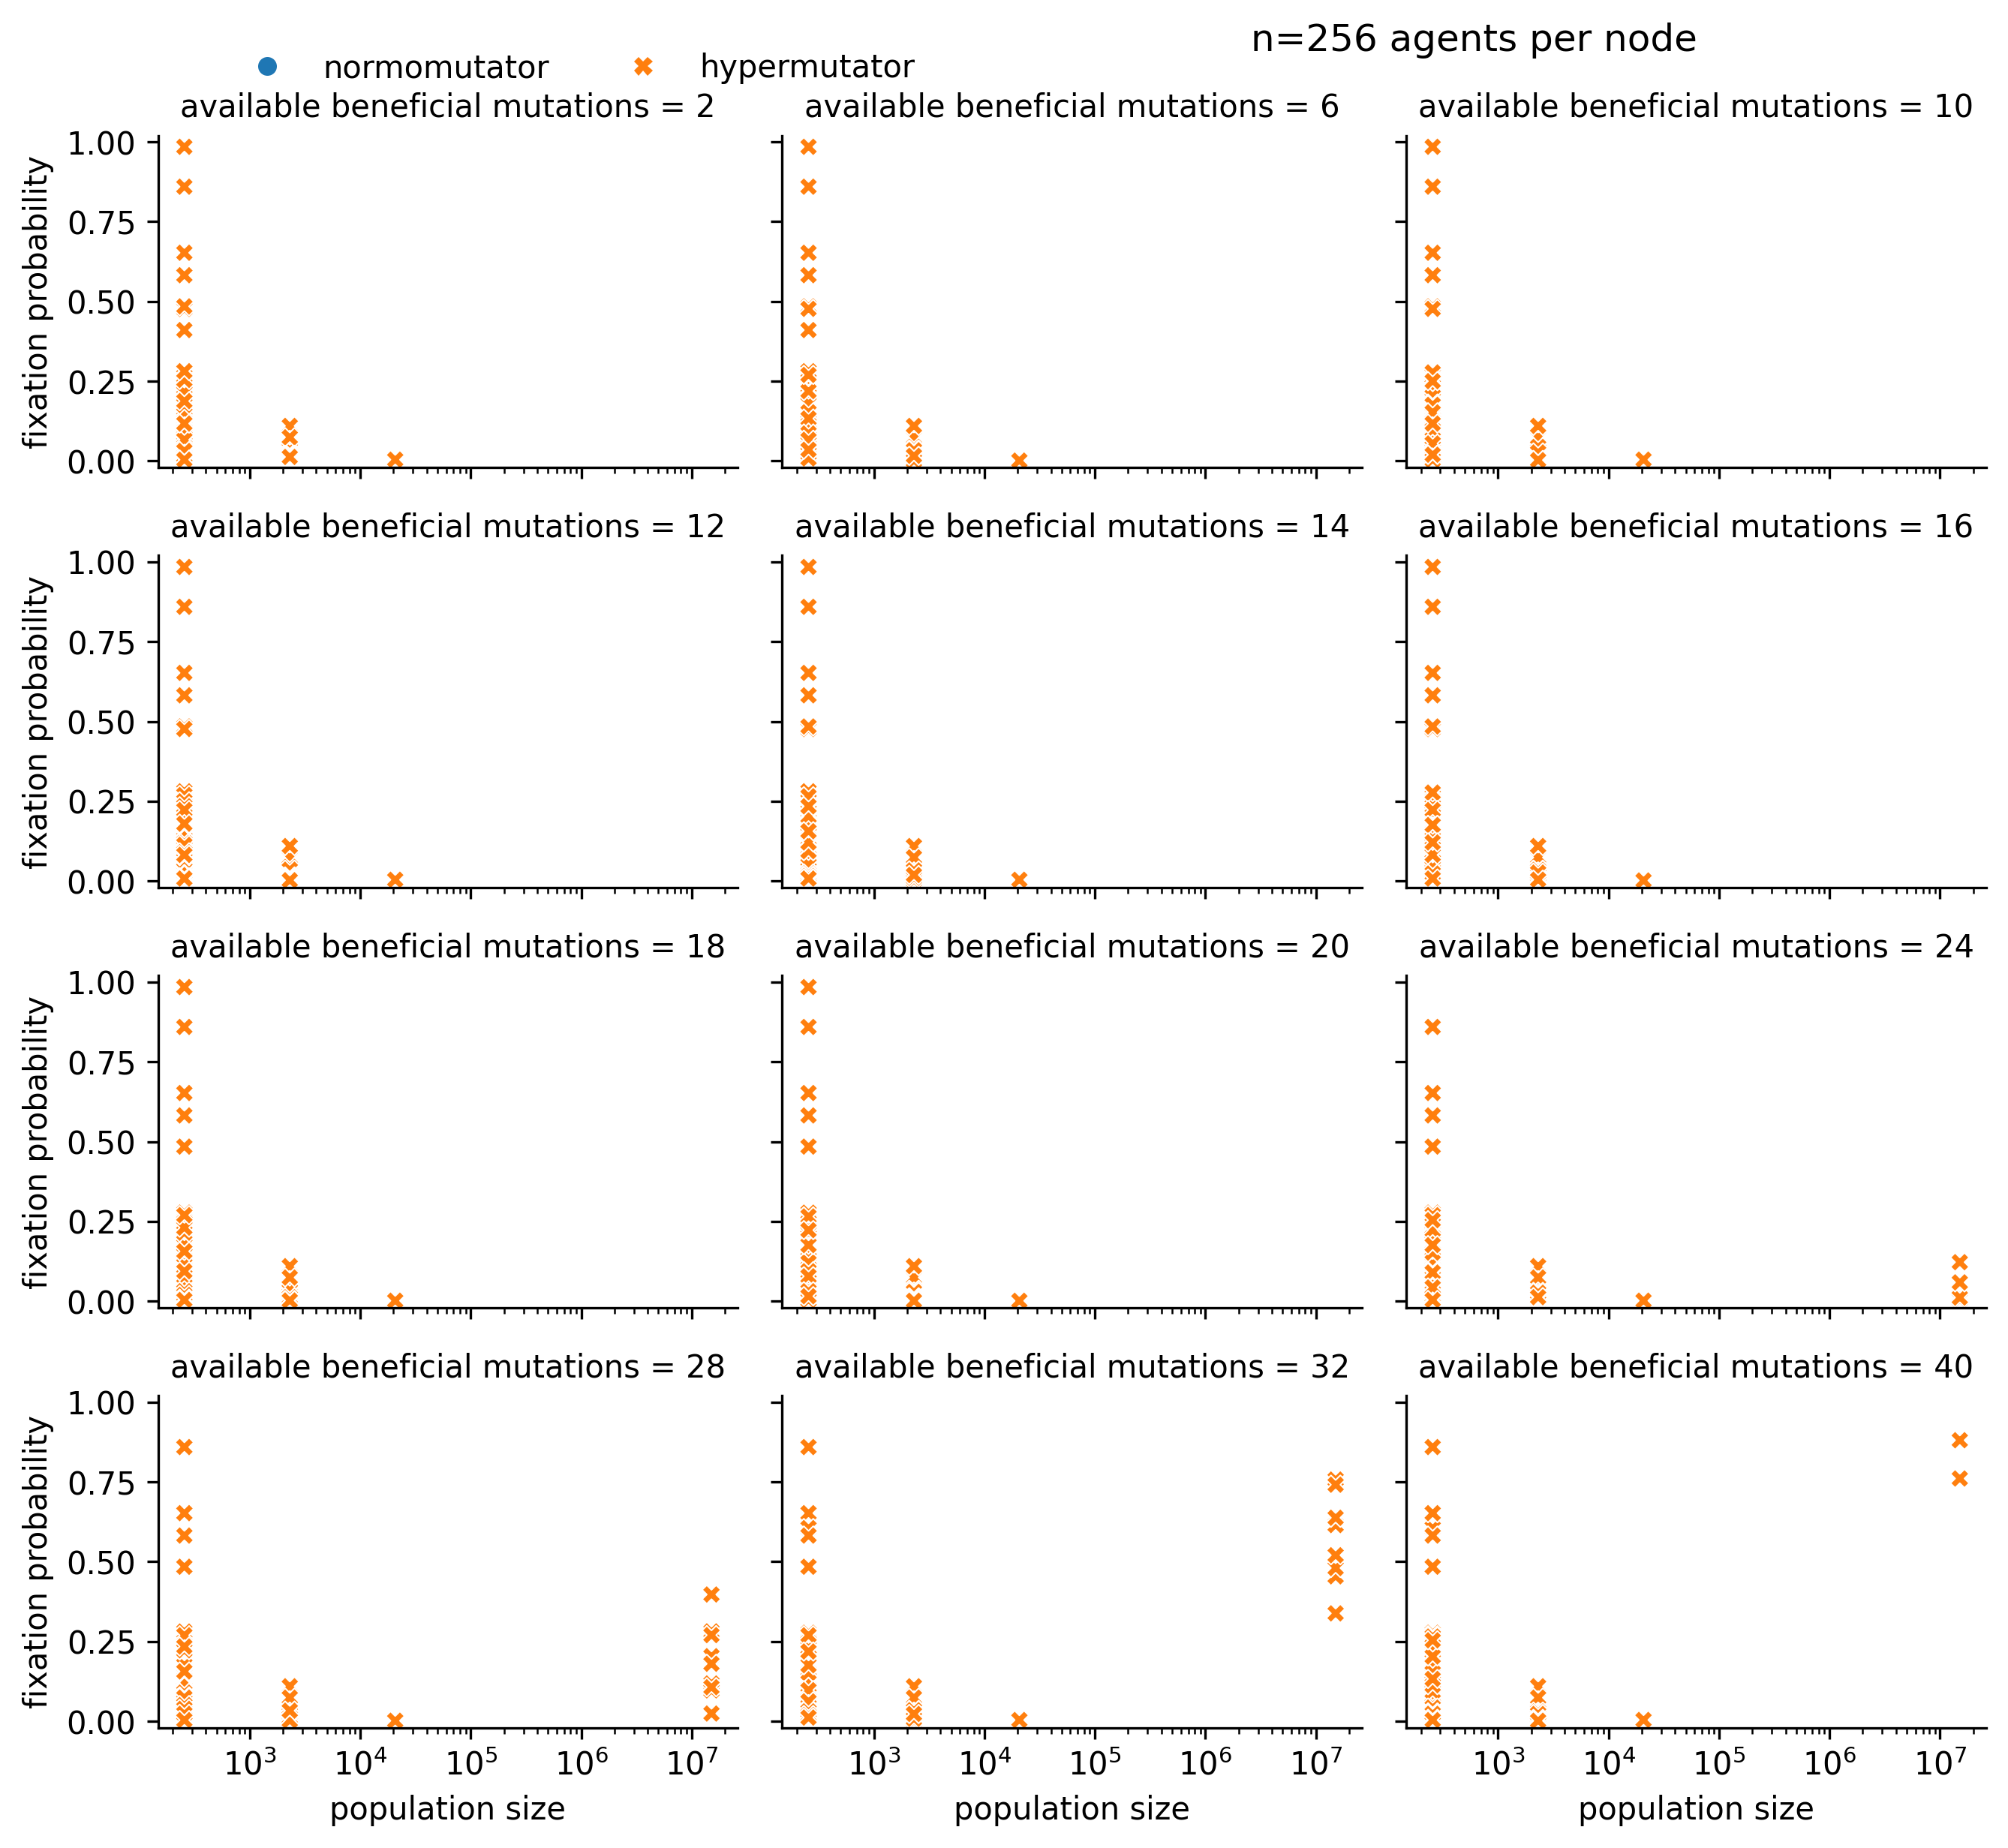 n=256 agents per node
normomutator hypermutator
available beneficial mutations = 2 available beneficial mutations = 6 available beneficial mutations = 10
1.00
0.75
0.50
0.25
0.00
fixation probability
available beneficial mutations = 12 available beneficial mutations = 14 available beneficial mutations = 16
1.00
0.75
0.50
0.25
0.00
fixation probability
available beneficial mutations = 18 available beneficial mutations = 20 available beneficial mutations = 24
1.00
0.75
0.50
0.25
0.00
fixation probability
available beneficial mutations = 28 available beneficial mutations = 32 available beneficial mutations = 40
1.00
0.75
0.50
0.25
0.00
fixation probability
10³ 10⁴ 10⁵ 10⁶ 10⁷ 10³ 10⁴ 10⁵ 10⁶ 10⁷ 10³ 10⁴ 10⁵ 10⁶ 10⁷
population size population size population size